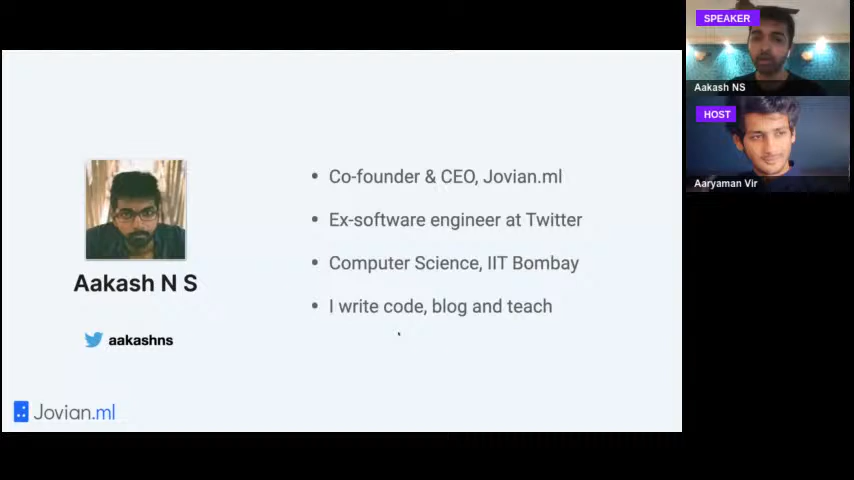 SPEAKER
Aakash NS
HOST
Aaryaman Vir
• Co-founder & CEO, Jovian.ml
• Ex-software engineer at Twitter
• Computer Science, IIT Bombay
• I write code, blog and teach
Aakash N S
aakashns
Jovian.ml